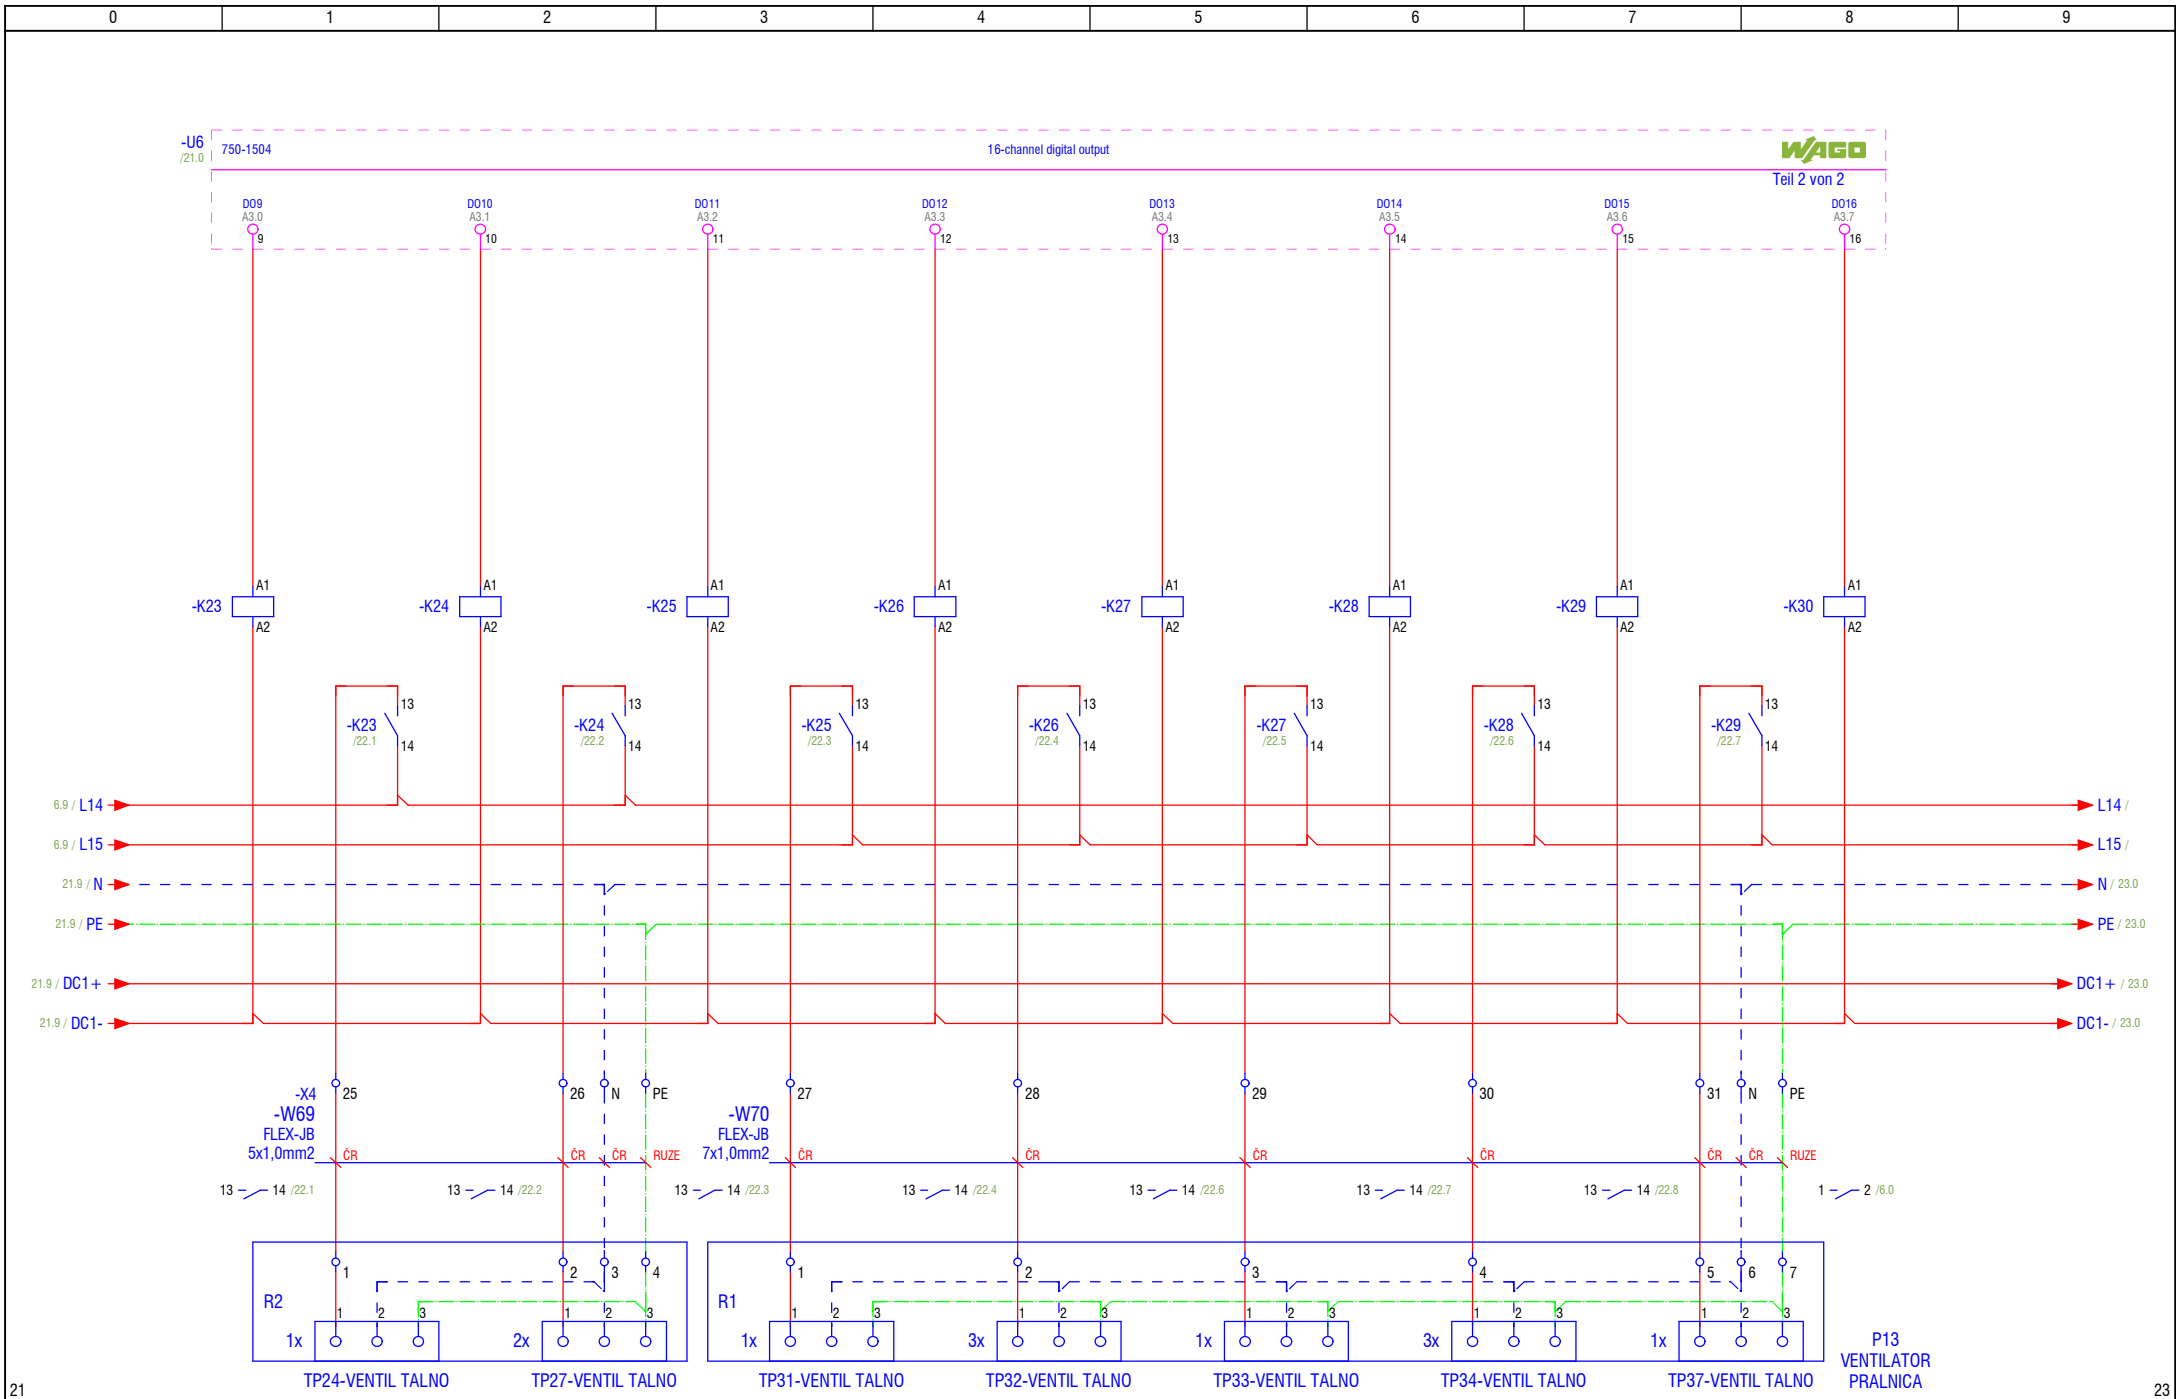 0 1 2 3 4 5 6 7 8 9
-U6
/21.0
750-1504
16-channel digital output
WAGO
Teil 2 von 2
DO9 DO10 DO11 DO12 DO13 DO14 DO15 DO16
A3.0 A3.1 A3.2 A3.3 A3.4 A3.5 A3.6 A3.7
9 10 11 12 13 14 15 16
A1 A1 A1 A1 A1 A1 A1 A1
-K23 -K24 -K25 -K26 -K27 -K28 -K29 -K30
A2 A2 A2 A2 A2 A2 A2 A2
13 13 13 13 13 13 13
-K23 -K24 -K25 -K26 -K27 -K28 -K29
/22.1 /22.2 /22.3 /22.4 /22.5 /22.6 /22.7
14 14 14 14 14 14 14
6.9 / L14 L14 /
6.9 / L15 L15 /
21.9 / N N / 23.0
21.9 / PE PE / 23.0
21.9 / DC1+ DC1+ / 23.0
21.9 / DC1- DC1- / 23.0
-X4 25 26 N PE 27 28 29 30 31 N PE
-W69 -W70
FLEX-JB FLEX-JB
5x1,0mm2 7x1,0mm2
ČR ČR ČR RUZE ČR ČR ČR ČR ČR ČR RUZE
13 14 /22.1 13 14 /22.2 13 14 /22.3 13 14 /22.4 13 14 /22.6 13 14 /22.7 13 14 /22.8 1 2 /6.0
1 2 3 4 1 2 3 4 5 6 7
R2 R1
1 2 3 1 2 3 1 2 3 1 2 3 1 2 3 1 2 3 1 2 3
1x 2x 1x 3x 1x 3x 1x
TP24-VENTIL TALNO TP27-VENTIL TALNO TP31-VENTIL TALNO TP32-VENTIL TALNO TP33-VENTIL TALNO TP34-VENTIL TALNO TP37-VENTIL TALNO
P13
VENTILATOR
PRALNICA
21 23